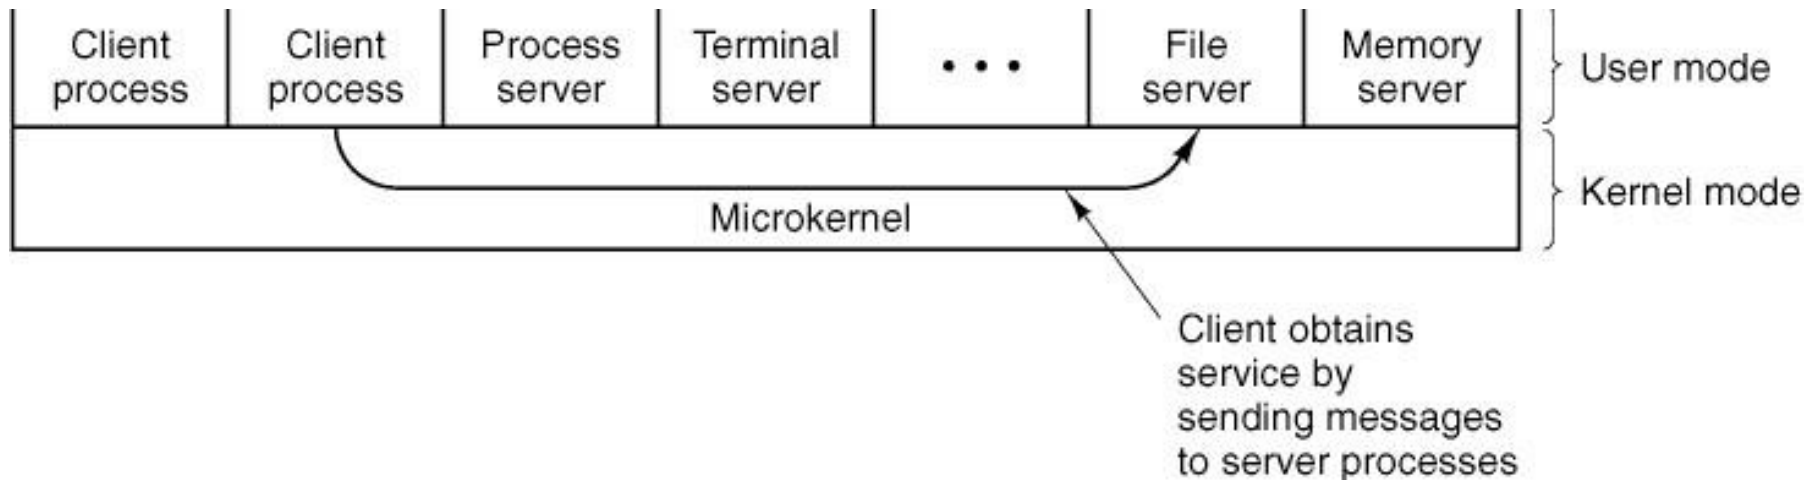 Client
process
Client
process
Process
server
Terminal
server
• • •
File
server
Memory
server
User mode
Microkernel
Kernel mode
Client obtains
service by
sending messages
to server processes